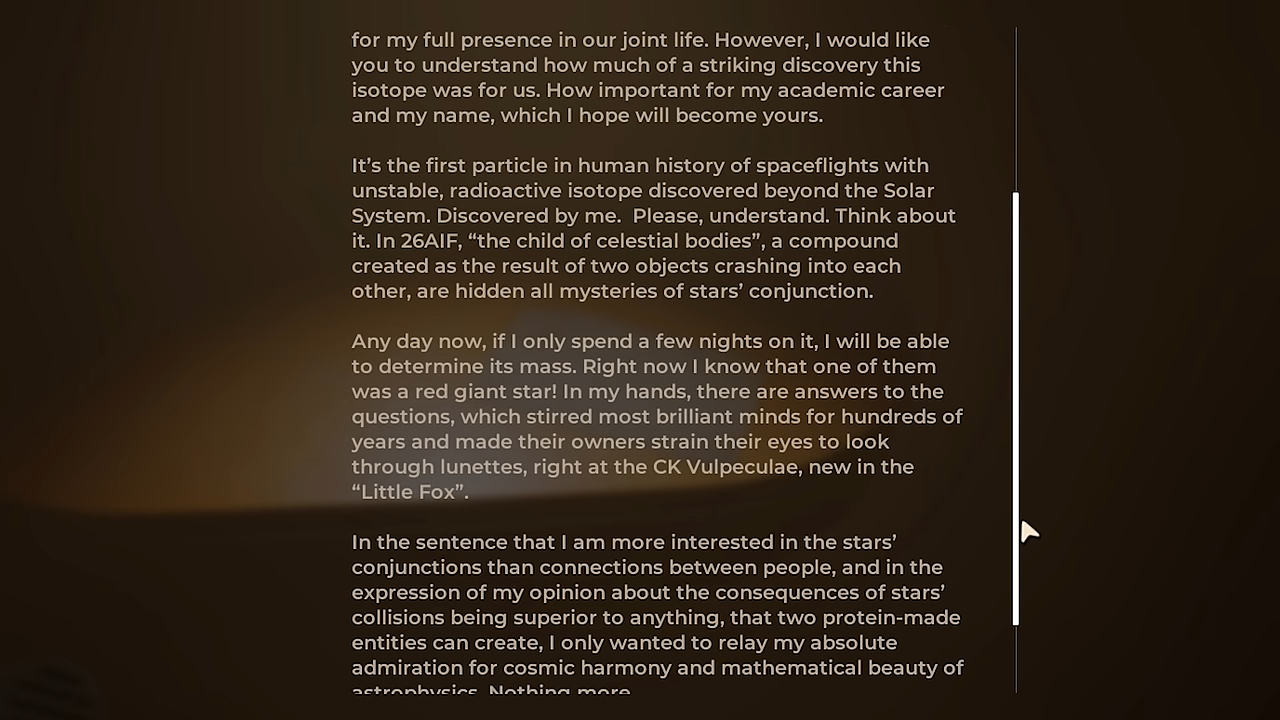 for my full presence in our joint life. However, I would like
you to understand how much of a striking discovery this
isotope was for us. How important for my academic career
and my name, which I hope will become yours.
It’s the first particle in human history of spaceflights with
unstable, radioactive isotope discovered beyond the Solar
System. Discovered by me.  Please, understand. Think about
it. In 26AIF, “the child of celestial bodies”, a compound
created as the result of two objects crashing into each
other, are hidden all mysteries of stars’ conjunction.
Any day now, if I only spend a few nights on it, I will be able
to determine its mass. Right now I know that one of them
was a red giant star! In my hands, there are answers to the
questions, which stirred most brilliant minds for hundreds of
years and made their owners strain their eyes to look
through lunettes, right at the CK Vulpeculae, new in the
“Little Fox”.
In the sentence that I am more interested in the stars’
conjunctions than connections between people, and in the
expression of my opinion about the consequences of stars’
collisions being superior to anything, that two protein-made
entities can create, I only wanted to relay my absolute
admiration for cosmic harmony and mathematical beauty of
astrophysics. Nothing more.